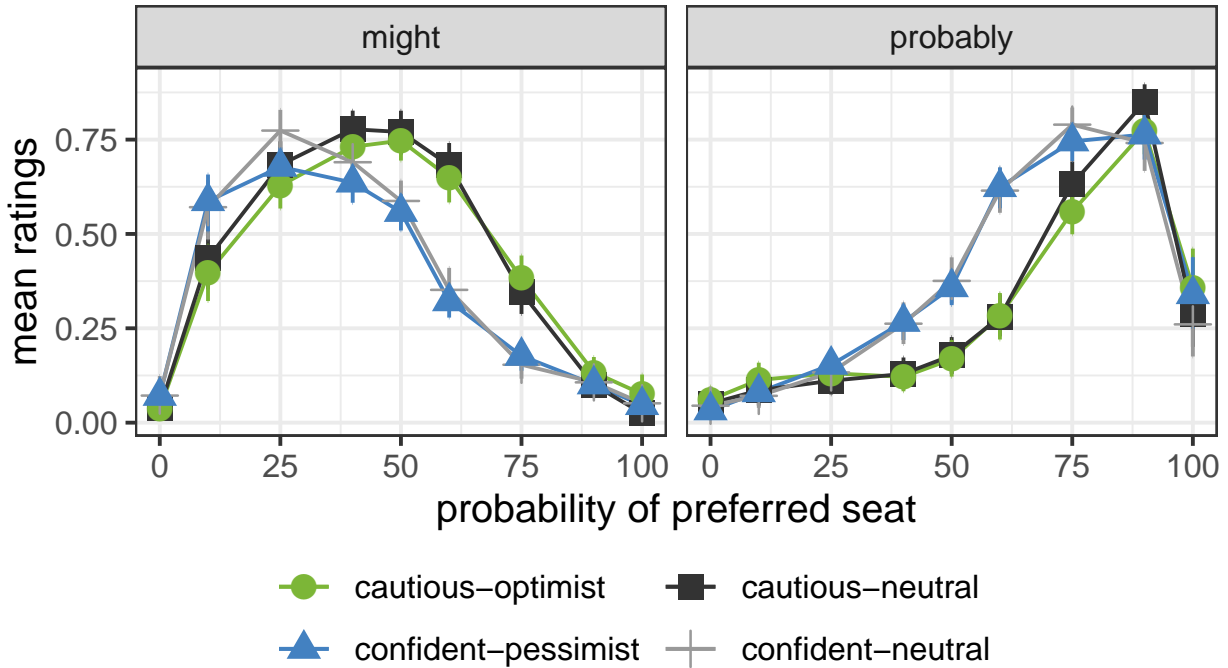 might probably
mean ratings
0.75
0.50
0.25
0.00
0 25 50 75 100 0 25 50 75 100
probability of preferred seat
cautious−optimist cautious−neutral
confident−pessimist confident−neutral